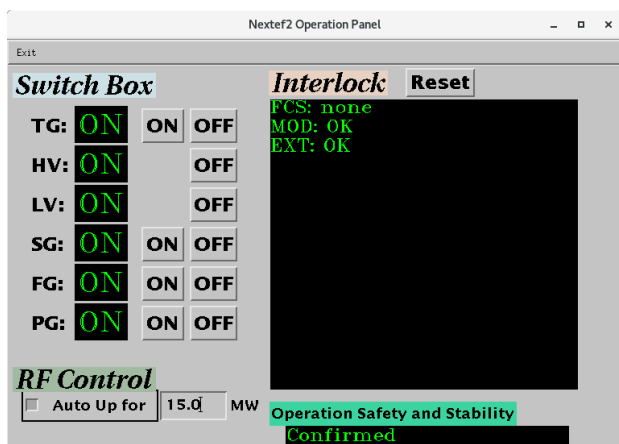 Nextef2 Operation Panel
Exit
Switch Box
TG: ON ON OFF
HV: ON OFF
LV: ON OFF
SG: ON ON OFF
FG: ON ON OFF
PG: ON ON OFF
RF Control
Auto Up for 15.0 MW
Interlock Reset
FCS: none
MOD: OK
EXT: OK
Operation Safety and Stability
Confirmed